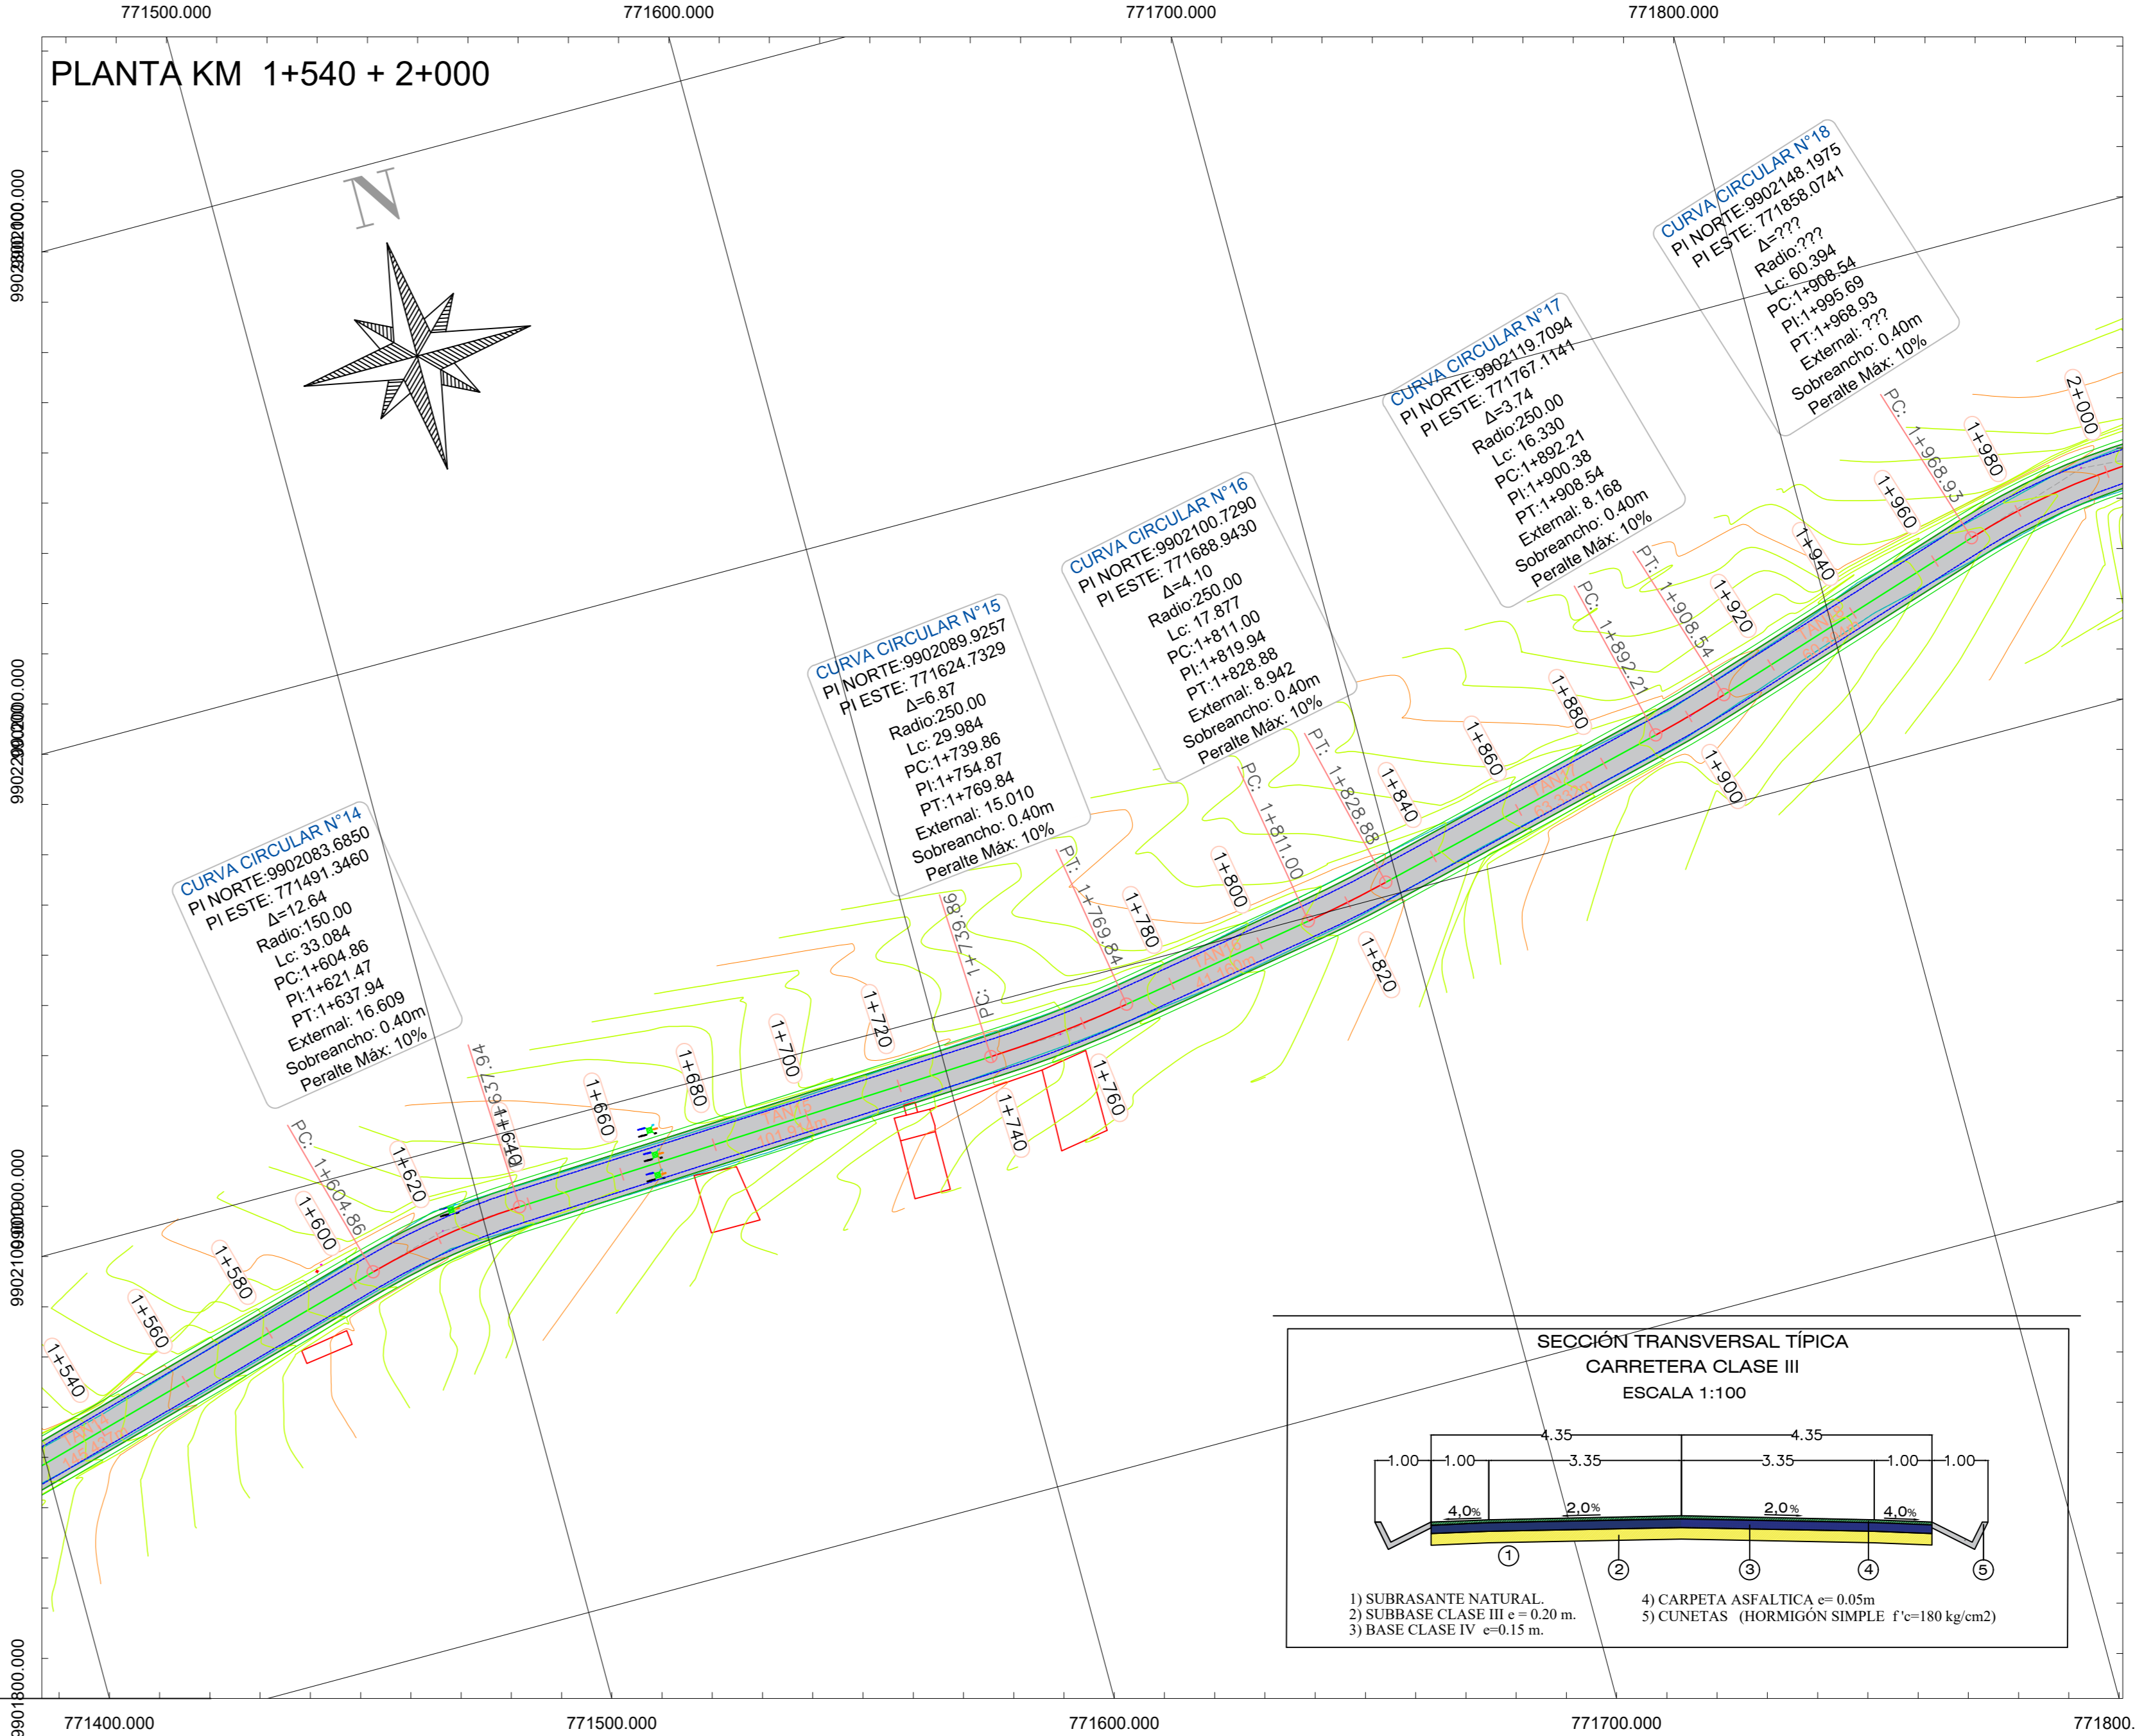 771500.000
771600.000
771700.000
771800.000
PLANTA KM 1+540 + 2+000
N
CURVA CIRCULAR N°14
PI NORTE:9902083.6850
PI ESTE: 771491.3460
Δ=12.64
Radio:150.00
Lc: 33.084
PC:1+604.86
PI:1+621.47
PT:1+637.94
External: 16.609
Sobreancho: 0.40m
Peralte Máx: 10%
CURVA CIRCULAR N°15
PI NORTE:9902089.9257
PI ESTE: 771624.7329
Δ=6.87
Radio:250.00
Lc: 29.984
PC:1+739.86
PI:1+754.87
PT:1+769.84
External: 15.010
Sobreancho: 0.40m
Peralte Máx: 10%
CURVA CIRCULAR N°16
PI NORTE:9902100.7290
PI ESTE: 771688.9430
Δ=4.10
Radio:250.00
Lc: 17.877
PC:1+811.00
PI:1+819.94
PT:1+828.88
External: 8.942
Sobreancho: 0.40m
Peralte Máx: 10%
CURVA CIRCULAR N°17
PI NORTE:9902119.7094
PI ESTE: 771767.1141
Δ=3.74
Radio:250.00
Lc: 16.330
PC:1+892.21
PI:1+900.38
PT:1+908.54
External: 8.168
Sobreancho: 0.40m
Peralte Máx: 10%
CURVA CIRCULAR N°18
PI NORTE:9902148.1975
PI ESTE: 771858.0741
Δ=???
Radio:???
Lc: 60.394
PC:1+908.54
PI:1+995.69
PT:1+968.93
External: ???
Sobreancho: 0.40m
Peralte Máx: 10%
1+540
1+560
1+580
1+600
PC: 1+604.86
1+620
1+637.94
1+640
1+660
1+680
1+700
1+720
PC: 1+739.86
1+740
1+760
PT: 1+769.84
1+780
1+800
PC: 1+811.00
1+820
PT: 1+828.88
1+840
1+860
1+880
PC: 1+892.21
1+900
PT: 1+908.54
1+920
1+940
1+960
PC: 1+968.93
1+980
2+000
TAN14
TAN15
101.914m
TAN16
41.160m
TAN17
63.332m
SECCIÓN TRANSVERSAL TÍPICA
CARRETERA CLASE III
ESCALA 1:100
4.35 4.35
1.00 1.00 3.35 3.35 1.00 1.00
4,0% 2,0% 2,0% 4,0%
1 2 3 4 5
1) SUBRASANTE NATURAL.
2) SUBBASE CLASE III e = 0.20 m.
3) BASE CLASE IV e=0.15 m.
4) CARPETA ASFALTICA e= 0.05m
5) CUNETAS (HORMIGÓN SIMPLE f'c=180 kg/cm2)
9901800.000
771400.000
771500.000
771600.000
771700.000
771800.